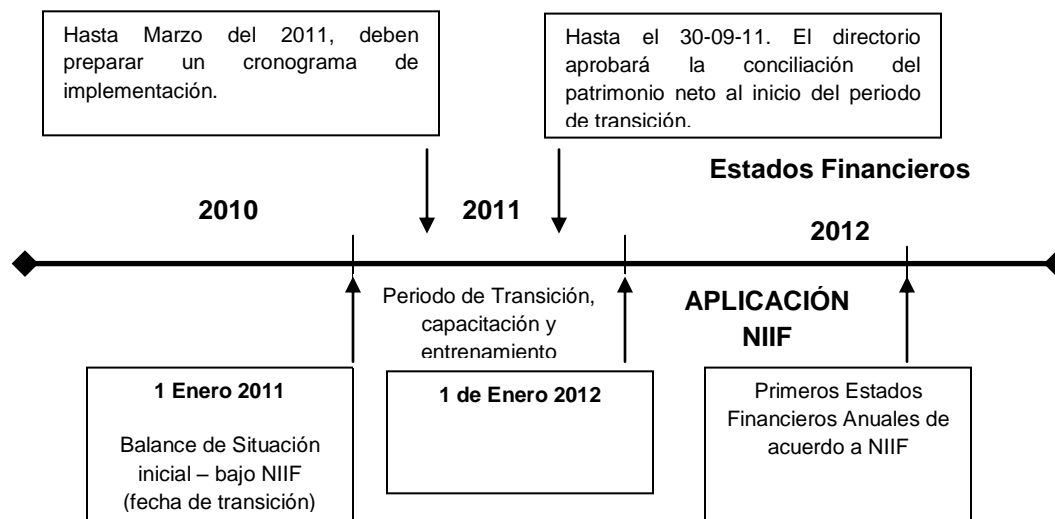 Hasta Marzo del 2011, deben
preparar un cronograma de
implementación.
Hasta el 30-09-11. El directorio
aprobará la conciliación del
patrimonio neto al inicio del periodo
de transición.
Estados Financieros
2010
2011
2012
Periodo de Transición,
capacitación y
entrenamiento
APLICACIÓN
NIIF
1 Enero 2011
Balance de Situación
inicial – bajo NIIF
(fecha de transición)
1 de Enero 2012
Primeros Estados
Financieros Anuales de
acuerdo a NIIF